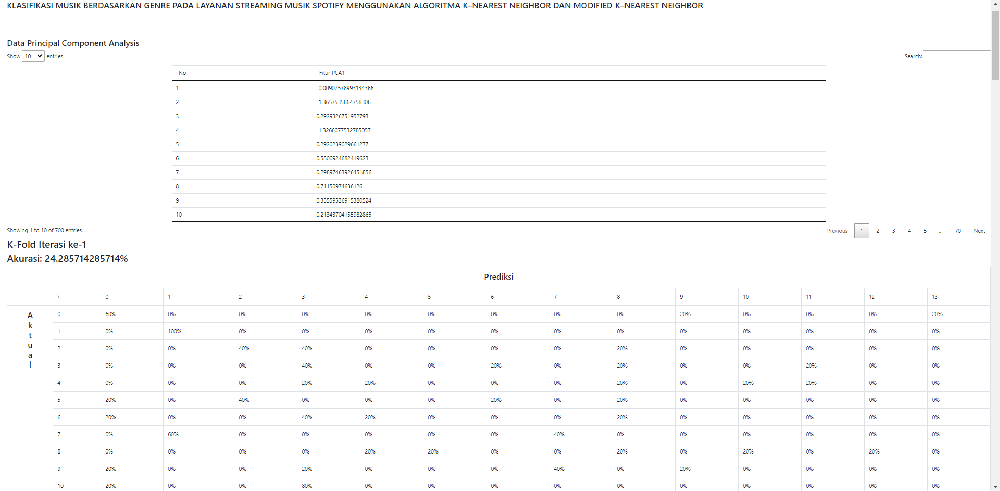 KLASIFIKASI MUSIK BERDASARKAN GENRE PADA LAYANAN STREAMING MUSIK SPOTIFY MENGGUNAKAN ALGORITMA K–NEAREST NEIGHBOR DAN MODIFIED K–NEAREST NEIGHBOR
Data Principal Component Analysis
Show 10 entries Search:
No Fitur PCA1
1 -0.00907578993134366
2 -1.3657535864758306
3 0.2929326751952793
4 -1.3266077532785057
5 0.2920239029661277
6 0.5800924682419623
7 0.29897463926451856
8 0.71150974636126
9 0.35559536915380524
10 0.21343704155982865
Showing 1 to 10 of 700 entries Previous 1 2 3 4 5 ... 70 Next
K-Fold Iterasi ke-1
Akurasi: 24.285714285714%
Prediksi
\ 0 1 2 3 4 5 6 7 8 9 10 11 12 13
Aktual
0 60% 0% 0% 0% 0% 0% 0% 0% 0% 20% 0% 0% 0% 20%
1 0% 100% 0% 0% 0% 0% 0% 0% 0% 0% 0% 0% 0% 0%
2 0% 0% 40% 40% 0% 0% 0% 0% 20% 0% 0% 0% 0% 0%
3 0% 0% 0% 40% 0% 0% 20% 0% 20% 0% 0% 20% 0% 0%
4 0% 0% 0% 20% 20% 0% 0% 0% 20% 0% 20% 20% 0% 0%
5 20% 0% 40% 0% 0% 0% 20% 0% 20% 0% 0% 0% 0% 0%
6 20% 0% 0% 40% 20% 0% 0% 0% 20% 0% 0% 0% 0% 0%
7 0% 60% 0% 0% 0% 0% 0% 40% 0% 0% 0% 0% 0% 0%
8 0% 0% 0% 0% 20% 20% 0% 0% 20% 0% 20% 0% 20% 0%
9 20% 0% 0% 20% 0% 0% 0% 40% 0% 20% 0% 0% 0% 0%
10 20% 0% 0% 80% 0% 0% 0% 0% 0% 0% 0% 0% 0% 0%